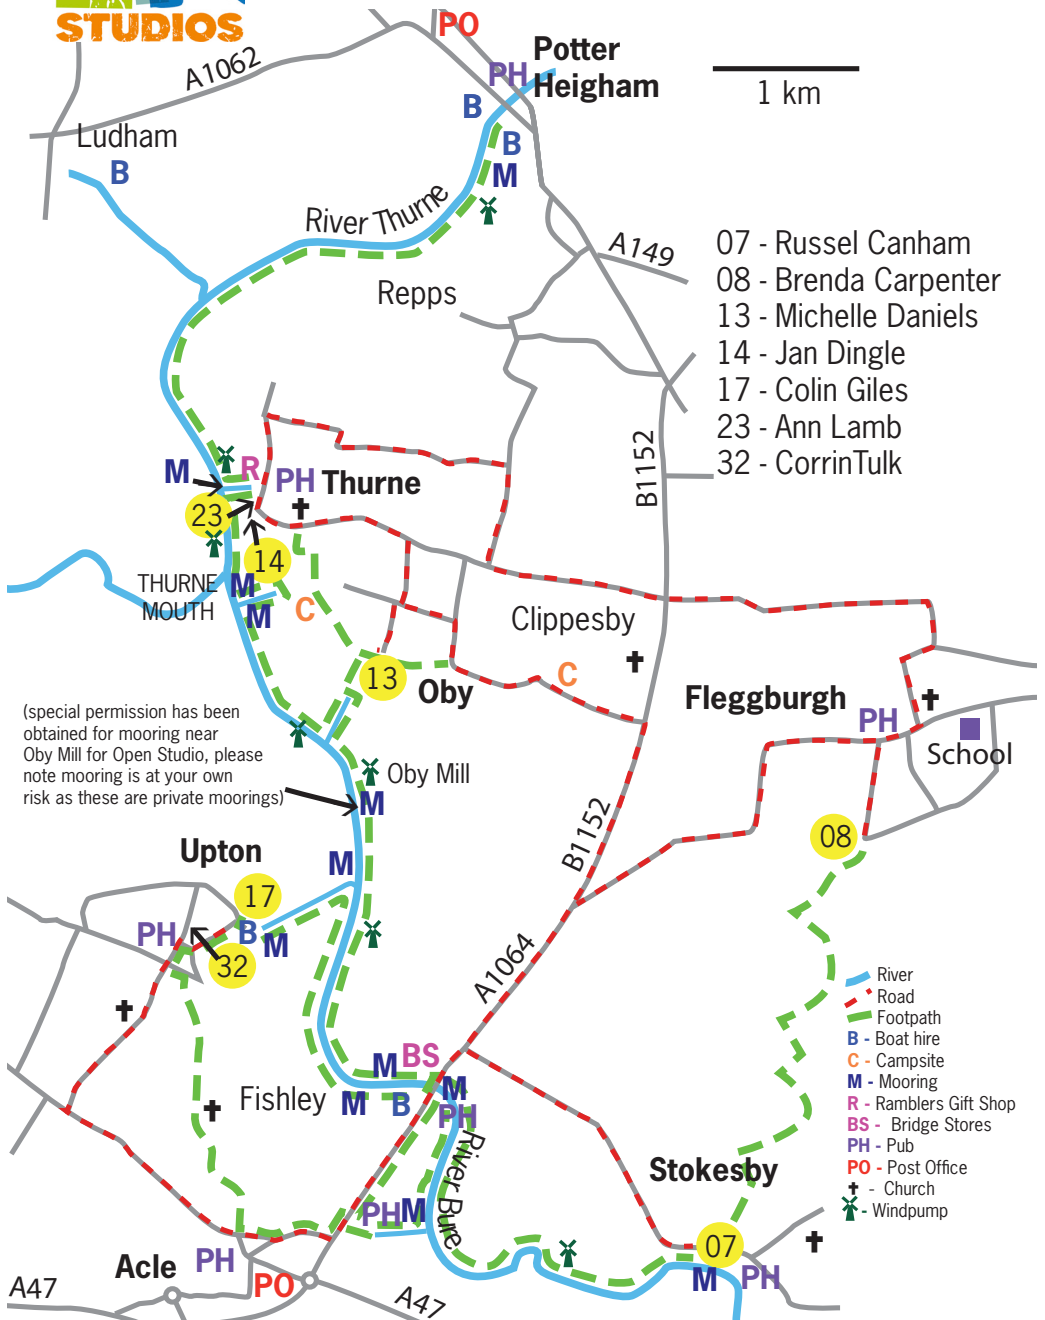 STUDIOS
PO
Potter
Heigham
PH
A1062
1 km
B
Ludham
B
B
M
River Thurne
A149
Repps
07 - Russel Canham
08 - Brenda Carpenter
13 - Michelle Daniels
14 - Jan Dingle
17 - Colin Giles
23 - Ann Lamb
32 - CorrinTulk
B1152
M
R
PH Thurne
23
14
THURNE
MOUTH
M
M
C
Clippesby
13
Oby
C
Fleggburgh
PH
School
(special permission has been
obtained for mooring near
Oby Mill for Open Studio, please
note mooring is at your own
risk as these are private moorings)
Oby Mill
M
B1152
08
Upton
M
17
PH
B
M
32
A1064
River
Road
Footpath
B - Boat hire
C - Campsite
M - Mooring
R - Ramblers Gift Shop
BS - Bridge Stores
PH - Pub
PO - Post Office
- Church
- Windpump
M
BS
M
Fishley
M
B
PH
River Bure
Stokesby
PH
M
07
M
PH
Acle
PH
PO
A47
A47